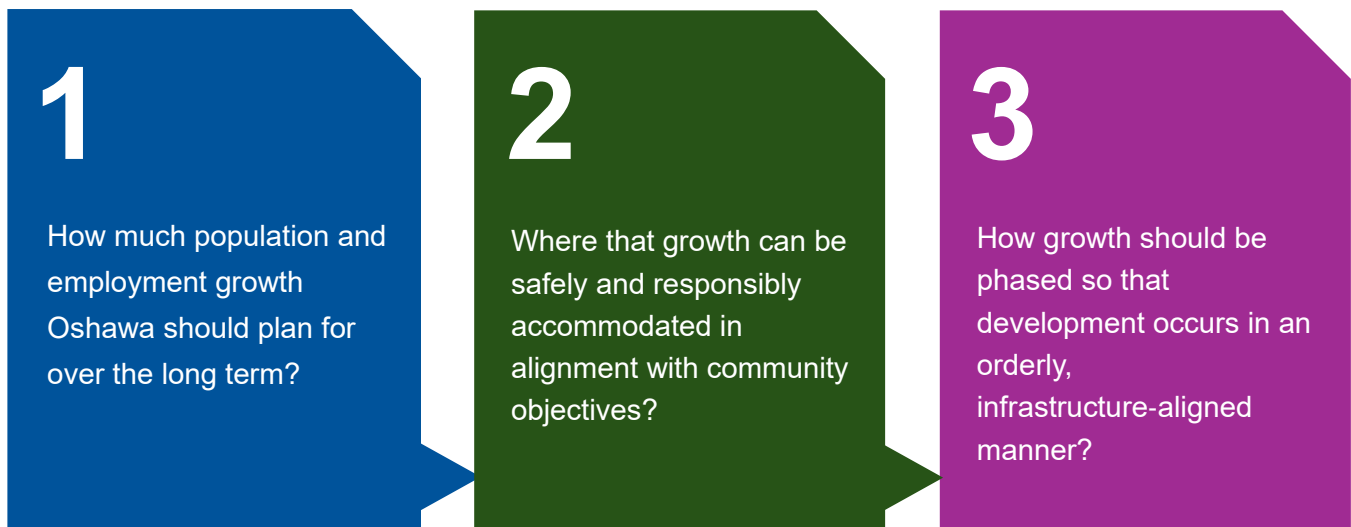 1
How much population and
employment growth
Oshawa should plan for
over the long term?
2
Where that growth can be
safely and responsibly
accommodated in
alignment with community
objectives?
3
How growth should be
phased so that
development occurs in an
orderly,
infrastructure-aligned
manner?